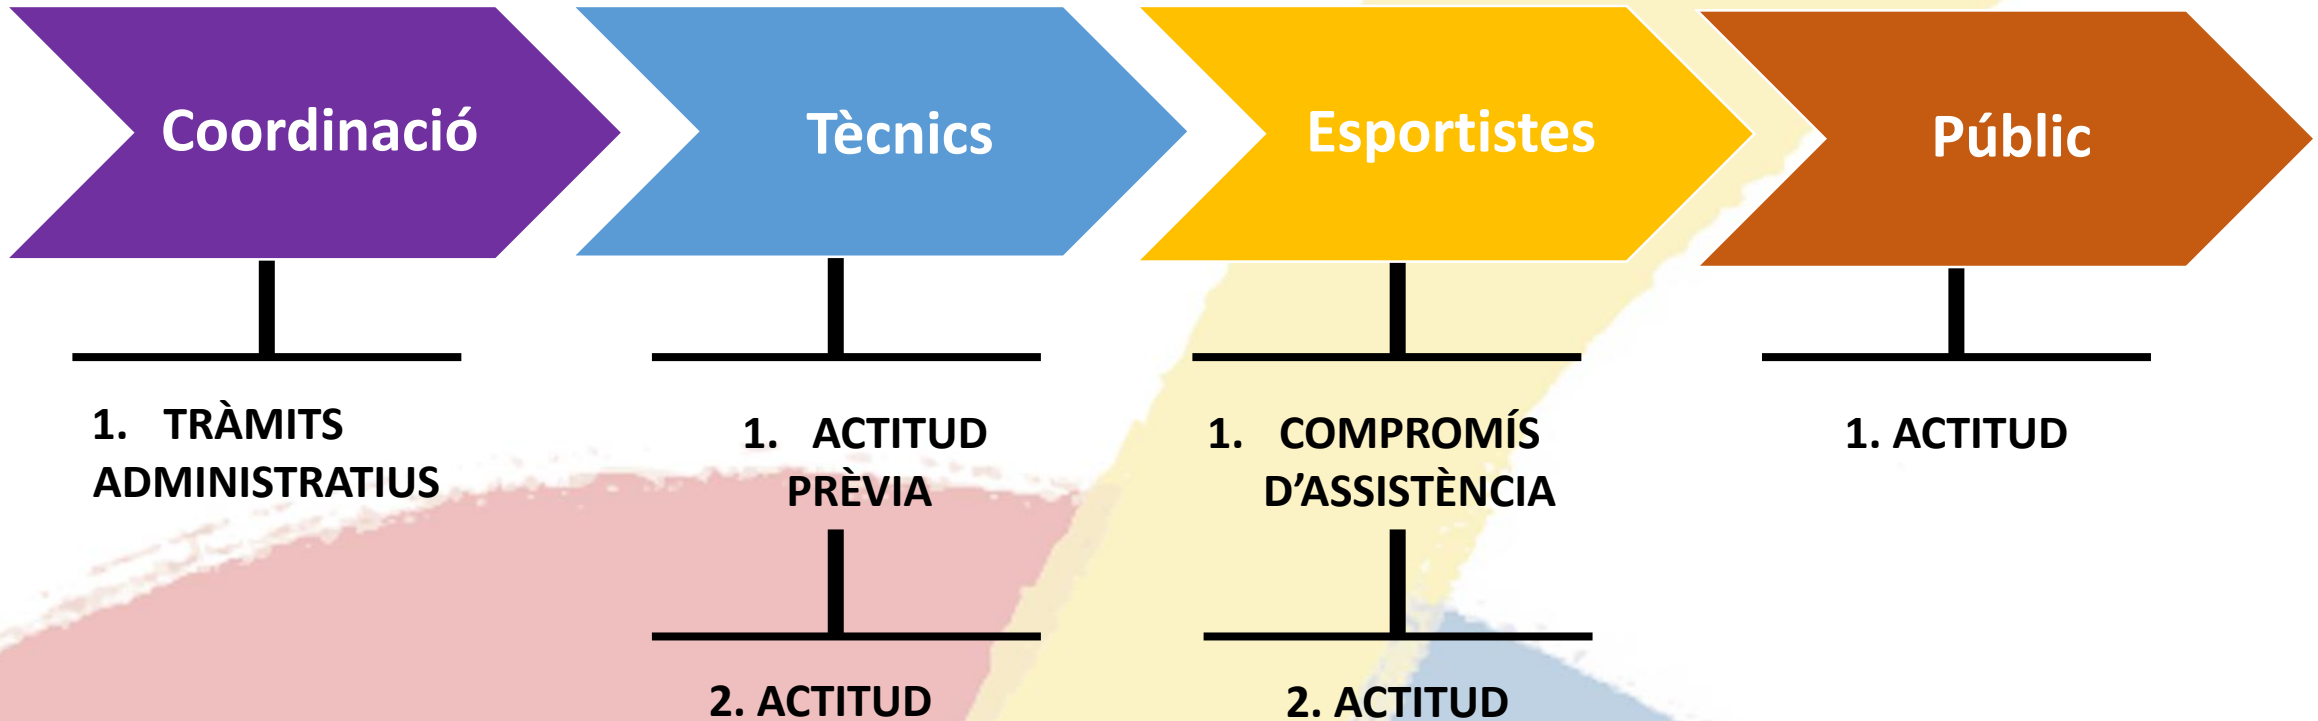 Coordinació
Tècnics
Esportistes
Públic
1. TRÀMITS
ADMINISTRATIUS
1. ACTITUD
PRÈVIA
2. ACTITUD
1. COMPROMÍS
D’ASSISTÈNCIA
2. ACTITUD
1. ACTITUD